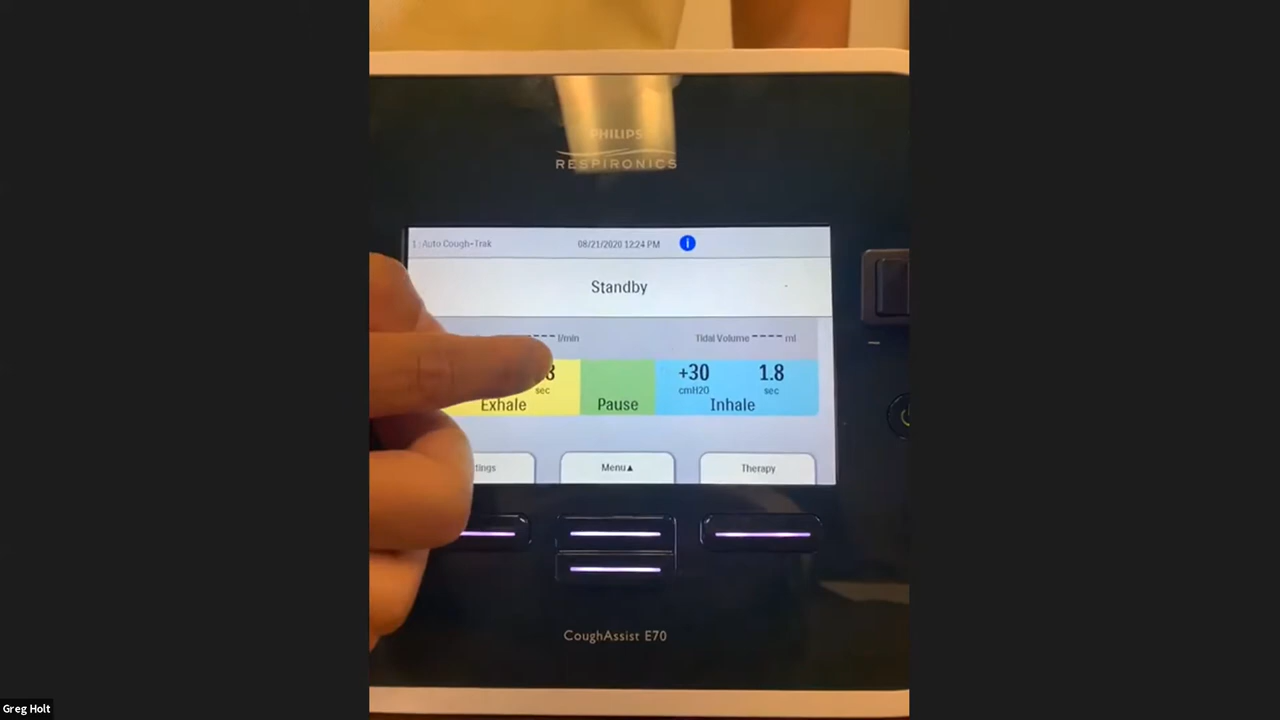 PHILIPS
RESPIRONICS
1: Auto Cough-Trak 08/21/2020 12:24 PM i
Standby
l/min Tidal Volume ---- ml
+30 1.8
sec cmH2O sec
Exhale Pause Inhale
Menu▲ Therapy
CoughAssist E70
Greg Holt